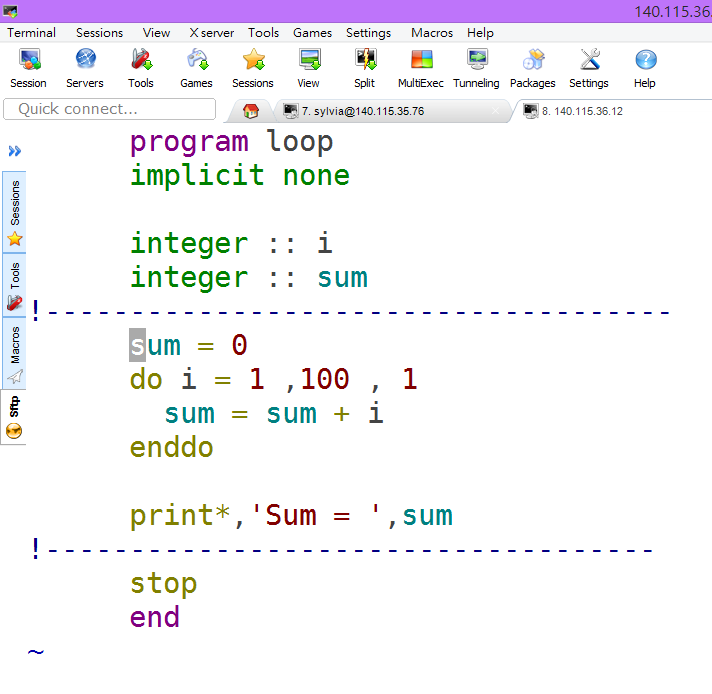 140.115.36.
Terminal Sessions View X server Tools Games Settings Macros Help
Session Servers Tools Games Sessions View Split MultiExec Tunneling Packages Settings Help
Quick connect... 7. sylvia@140.115.35.76 8. 140.115.36.12
Sessions
Tools
Macros
Sftp
program loop
implicit none
integer :: i
integer :: sum
!-------------------------------------
sum = 0
do i = 1 ,100 , 1
sum = sum + i
enddo
print*,'Sum = ',sum
!------------------------------------
stop
end
~